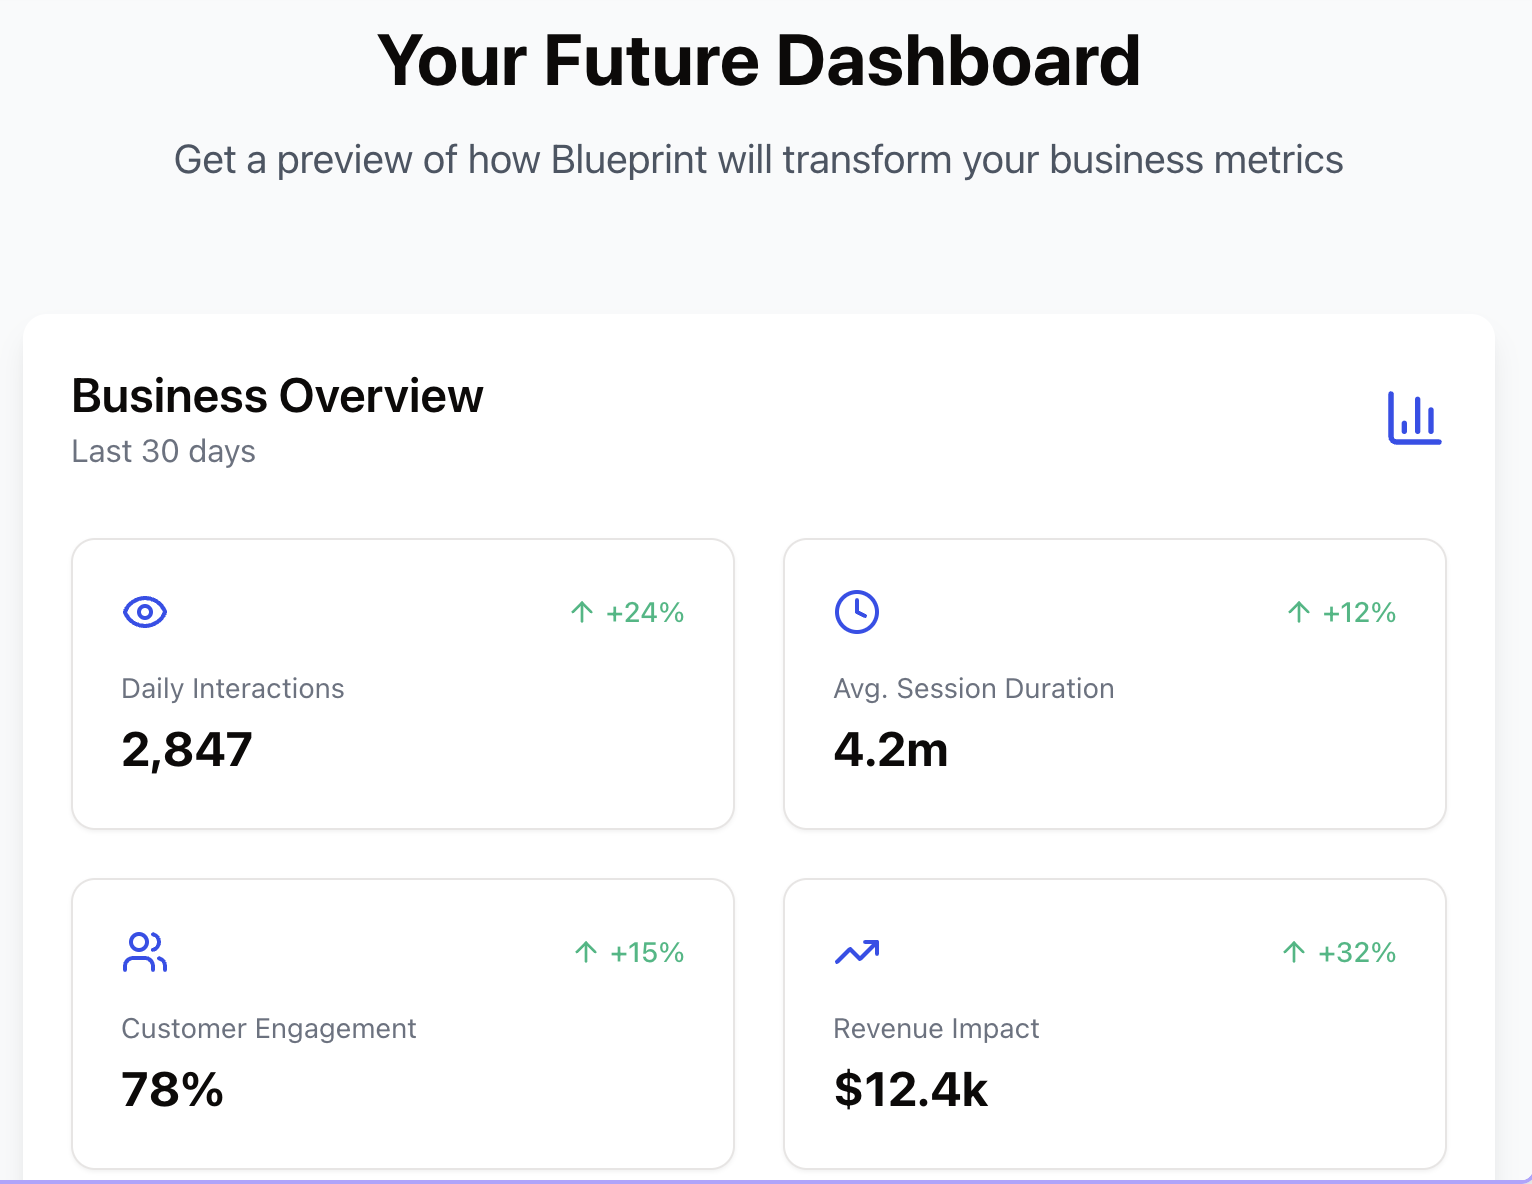 Your Future Dashboard
Get a preview of how Blueprint will transform your business metrics
Business Overview
Last 30 days
+24%
Daily Interactions
2,847
+12%
Avg. Session Duration
4.2m
+15%
Customer Engagement
78%
+32%
Revenue Impact
$12.4k